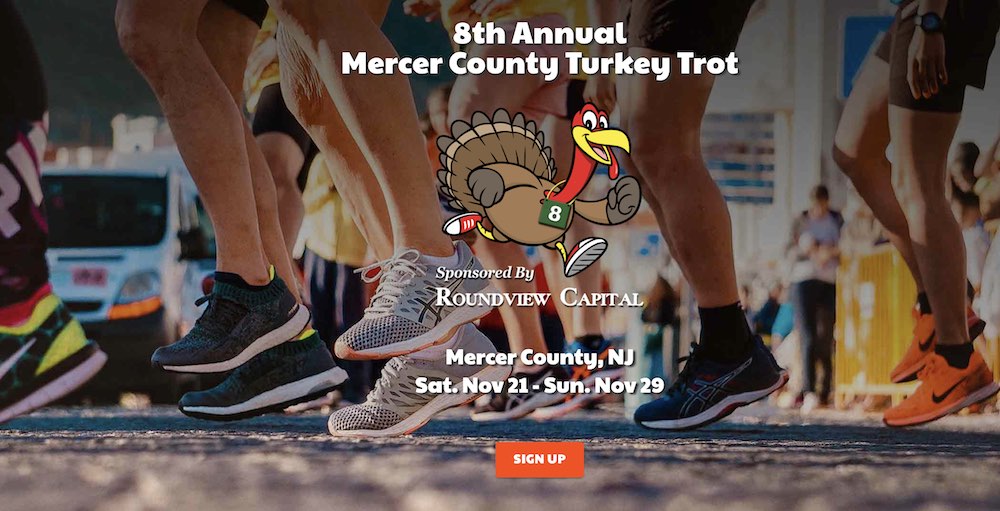 8th Annual
Mercer County Turkey Trot
8
Sponsored By
ROUNDVIEW CAPITAL
Mercer County, NJ
Sat. Nov 21 - Sun. Nov 29
SIGN UP